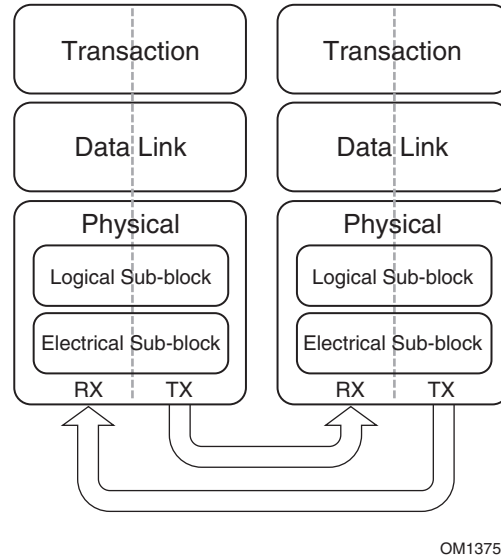 Transaction Transaction
Data Link Data Link
Physical Physical
Logical Sub-block Logical Sub-block
Electrical Sub-block Electrical Sub-block
RX TX RX TX
OM1375